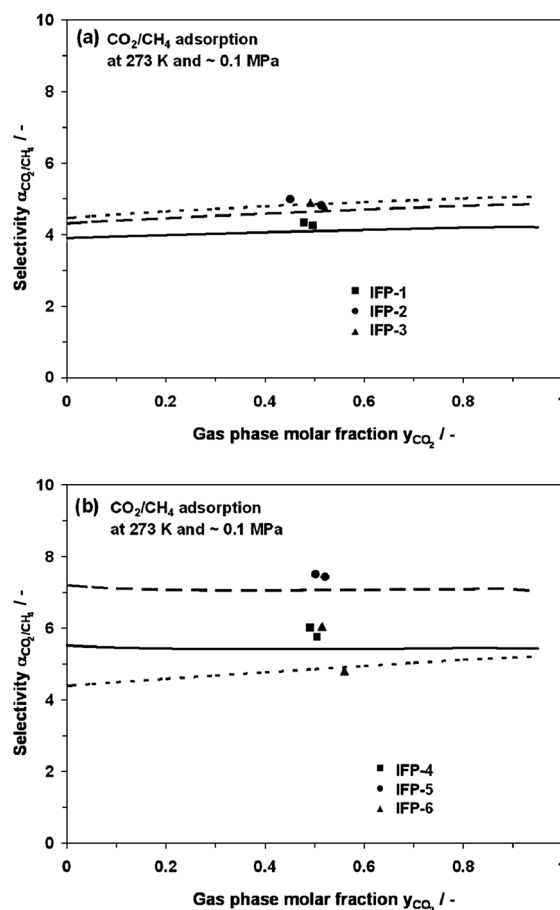 10
(a) CO₂/CH₄ adsorption
at 273 K and ~ 0.1 MPa
8
6
4
2
0
Selectivity α_CO₂/CH₄ / -
IFP-1
IFP-2
IFP-3
0 0.2 0.4 0.6 0.8 1
Gas phase molar fraction y_CO₂ / -
10
(b) CO₂/CH₄ adsorption
at 273 K and ~ 0.1 MPa
8
6
4
2
0
Selectivity α_CO₂/CH₄ / -
IFP-4
IFP-5
IFP-6
0 0.2 0.4 0.6 0.8 1
Gas phase molar fraction y_CO₂ / -